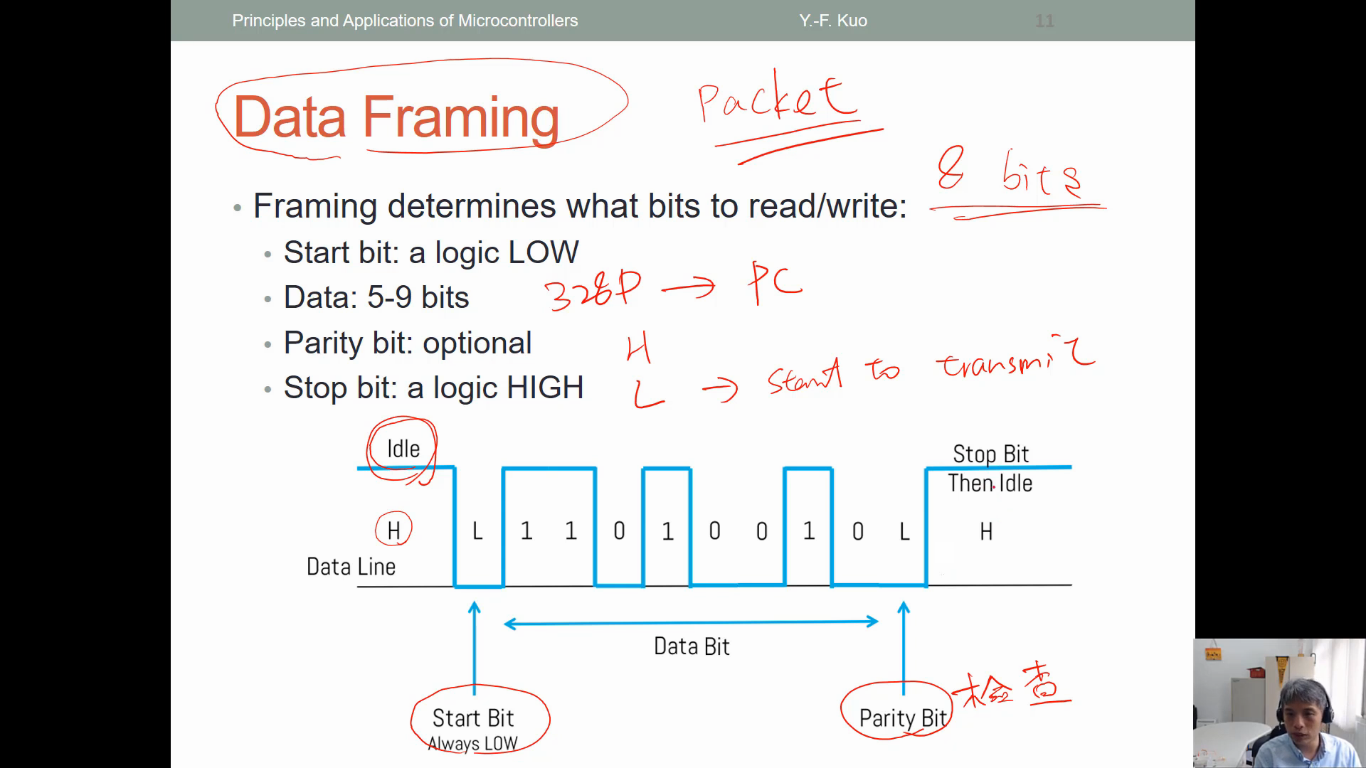 Principles and Applications of Microcontrollers Y.-F. Kuo 11
Data Framing
Packet
8 bits
• Framing determines what bits to read/write:
• Start bit: a logic LOW
• Data: 5-9 bits
328P → PC
• Parity bit: optional
H
• Stop bit: a logic HIGH
L → start to transmit
Idle
Stop Bit
Then Idle
H L 1 1 0 1 0 0 1 0 L H
Data Line
Data Bit
Start Bit
Always LOW
Parity Bit
檢查